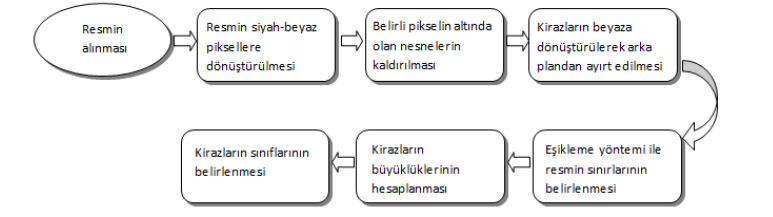 Resmin
alınması
Resmin siyah-beyaz
piksellere
dönüştürülmesi
Belirli pikselin altında
olan nesnelerin
kaldırılması
Kirazların beyaza
dönüştürülerek arka
plandan ayırt edilmesi
Eşikleme yöntemi ile
resmin sınırlarının
belirlenmesi
Kirazların
büyüklüklerinin
hesaplanması
Kirazların sınıflarının
belirlenmesi